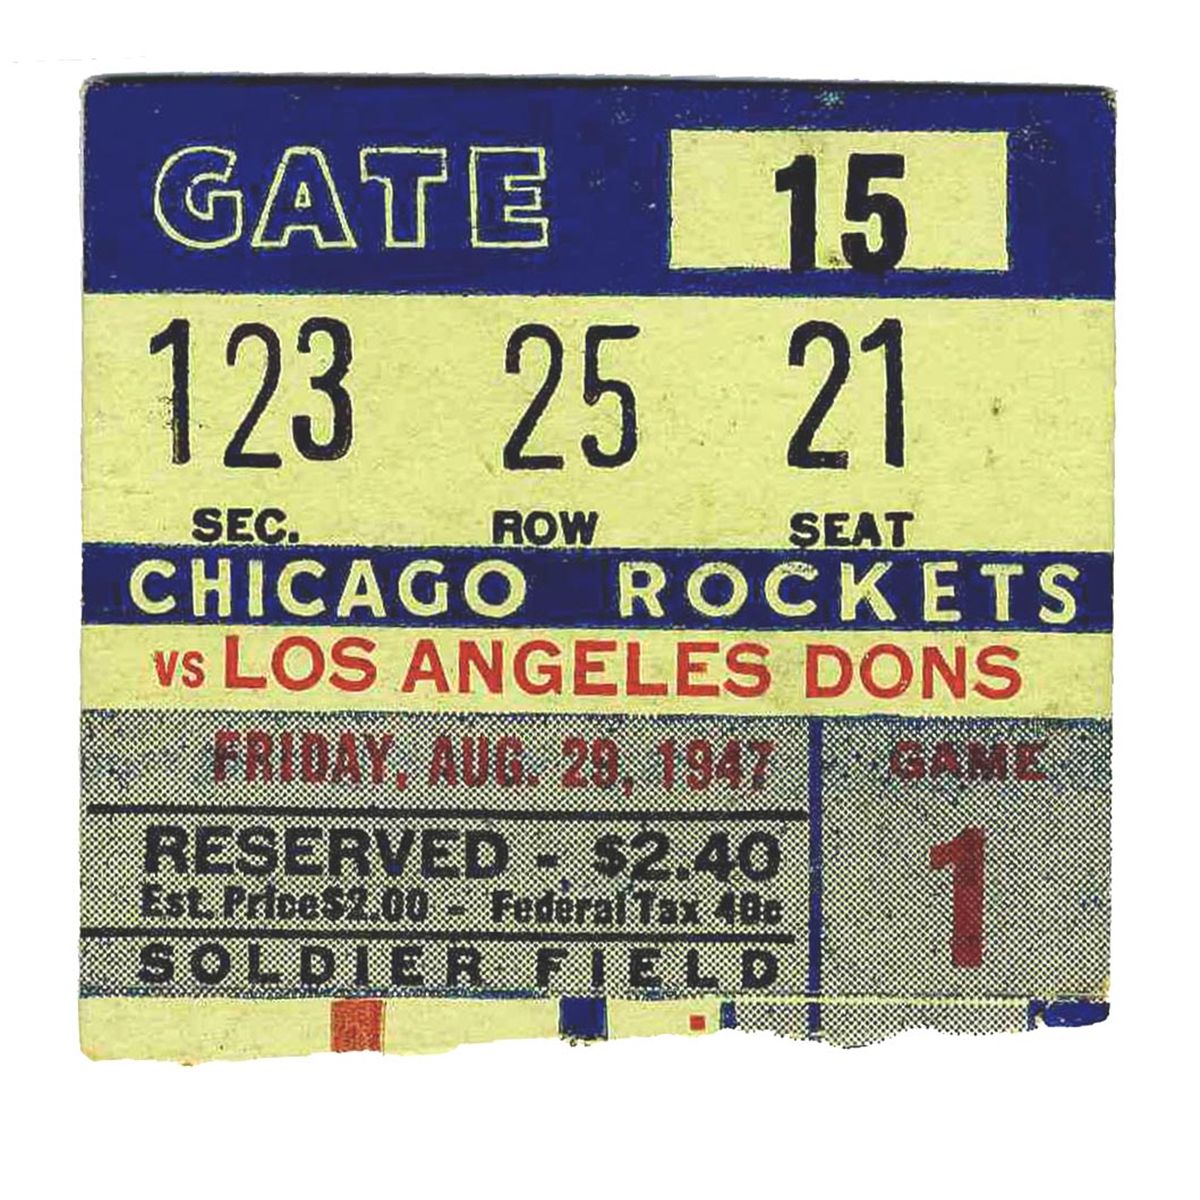 GATE 15
123 25 21
SEC. ROW SEAT
CHICAGO ROCKETS
vs LOS ANGELES DONS
FRIDAY, AUG. 29, 1947
RESERVED - $2.40
Est. Price $2.00 - Federal Tax 40c
SOLDIER FIELD
GAME
1